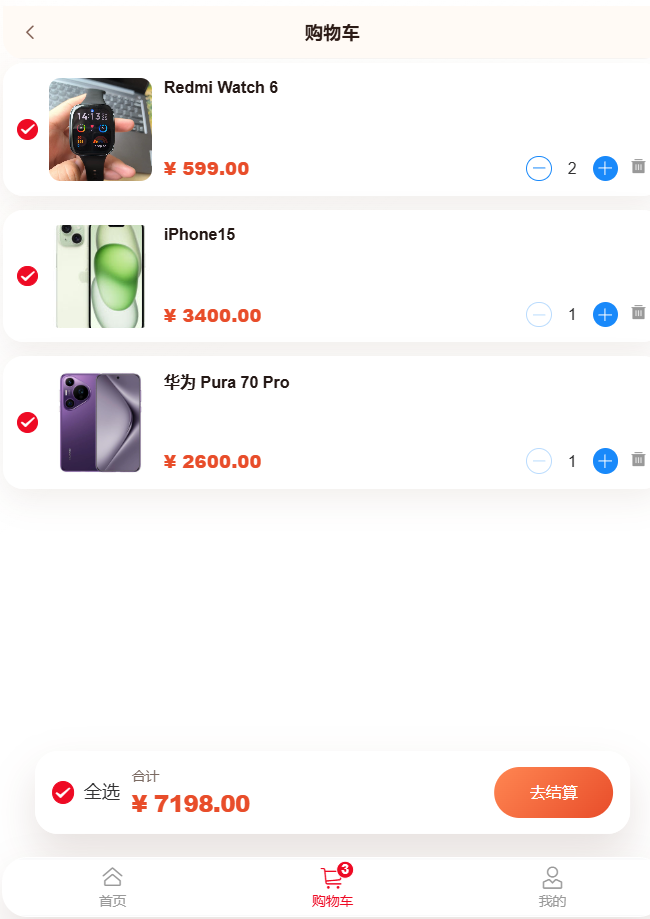 购物车
Redmi Watch 6
14:13
¥ 599.00
2
iPhone15
¥ 3400.00
1
华为 Pura 70 Pro
¥ 2600.00
1
全选
合计
¥ 7198.00
去结算
3
首页
购物车
我的